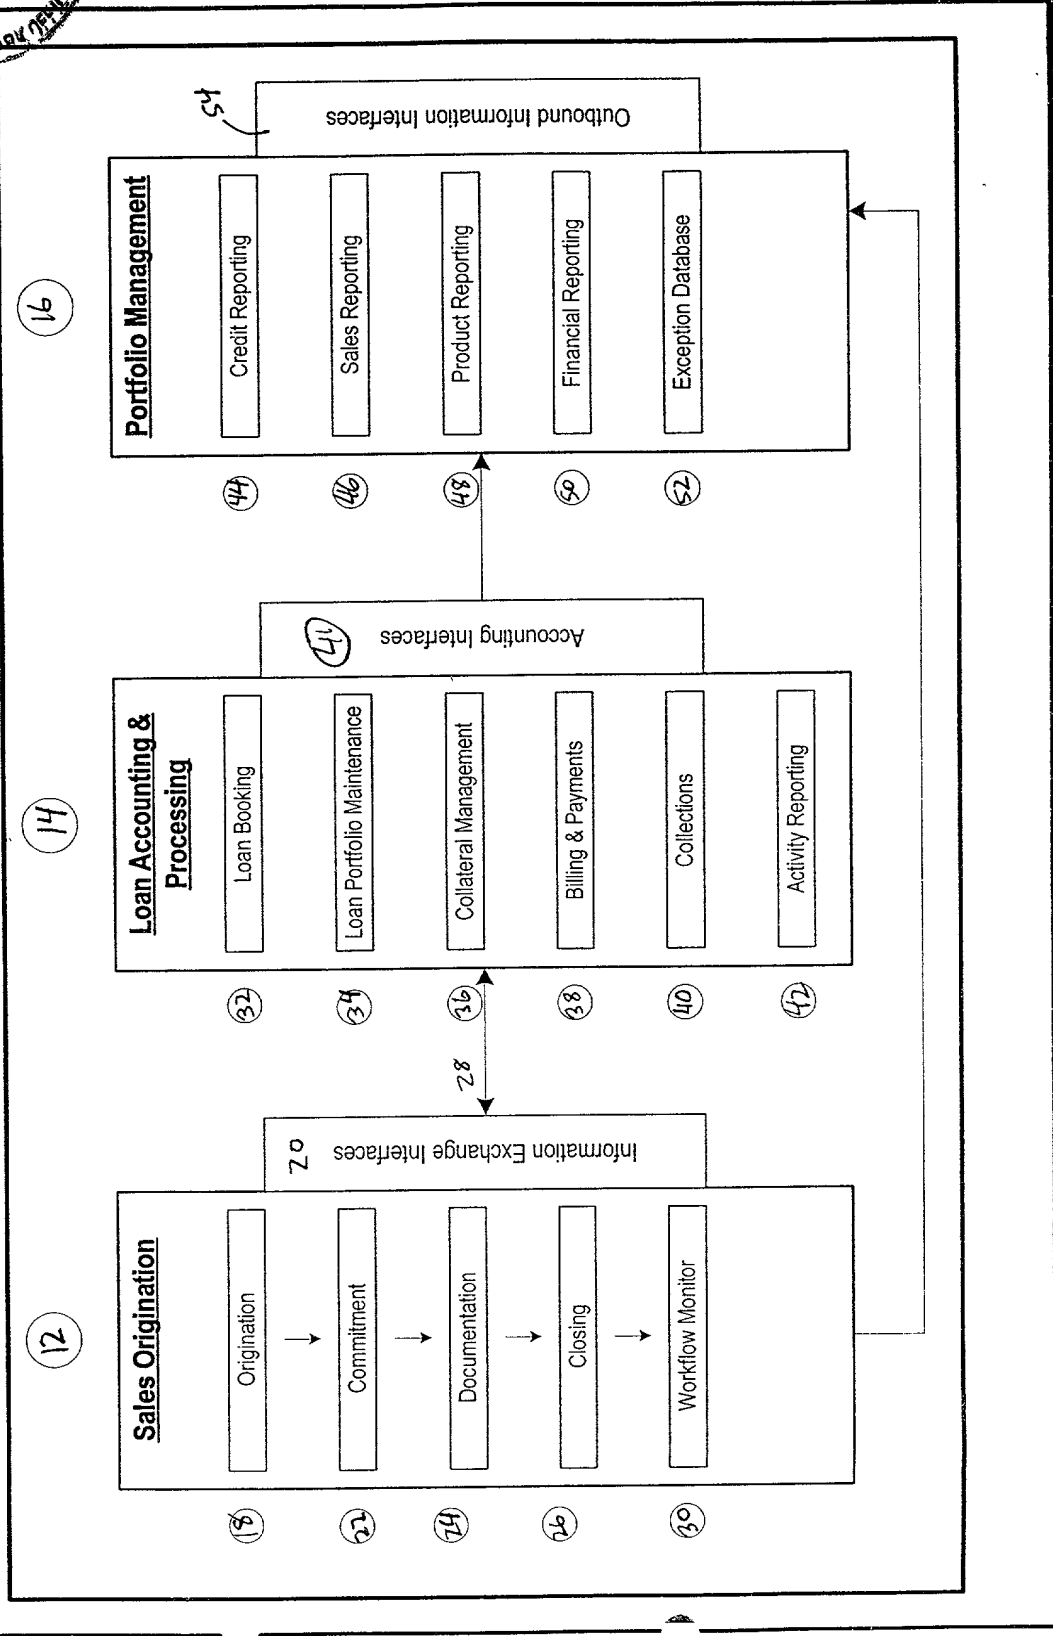 12
Sales Origination
18
Origination
22
Commitment
24
Documentation
26
Closing
30
Workflow Monitor
20
Information Exchange Interfaces
28
14
Loan Accounting &
Processing
32
Loan Booking
34
Loan Portfolio Maintenance
36
Collateral Management
38
Billing & Payments
40
Collections
42
Activity Reporting
41
Accounting Interfaces
16
Portfolio Management
44
Credit Reporting
46
Sales Reporting
48
Product Reporting
50
Financial Reporting
52
Exception Database
54
Outbound Information Interfaces